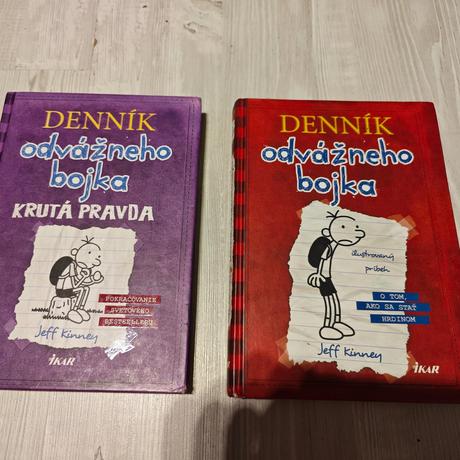 DENNÍK
odvážneho
bojka
KRUTÁ PRAVDA
POKRAČOVANIE
SVETOVÉHO
BESTSELLERU
Jeff Kinney
IKAR
DENNÍK
odvážneho
bojka
ilustrovaný
príbeh
O TOM,
AKO SA STAŤ
HRDINOM
Jeff Kinney
IKAR